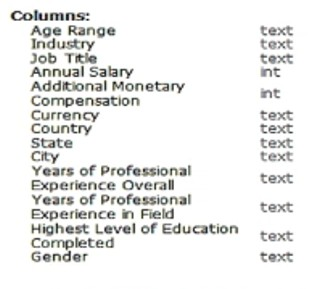 Columns:
Age Range text
Industry text
Job Title text
Annual Salary int
Additional Monetary
Compensation int
Currency text
Country text
State text
City text
Years of Professional
Experience Overall text
Years of Professional
Experience in Field text
Highest Level of Education
Completed text
Gender text